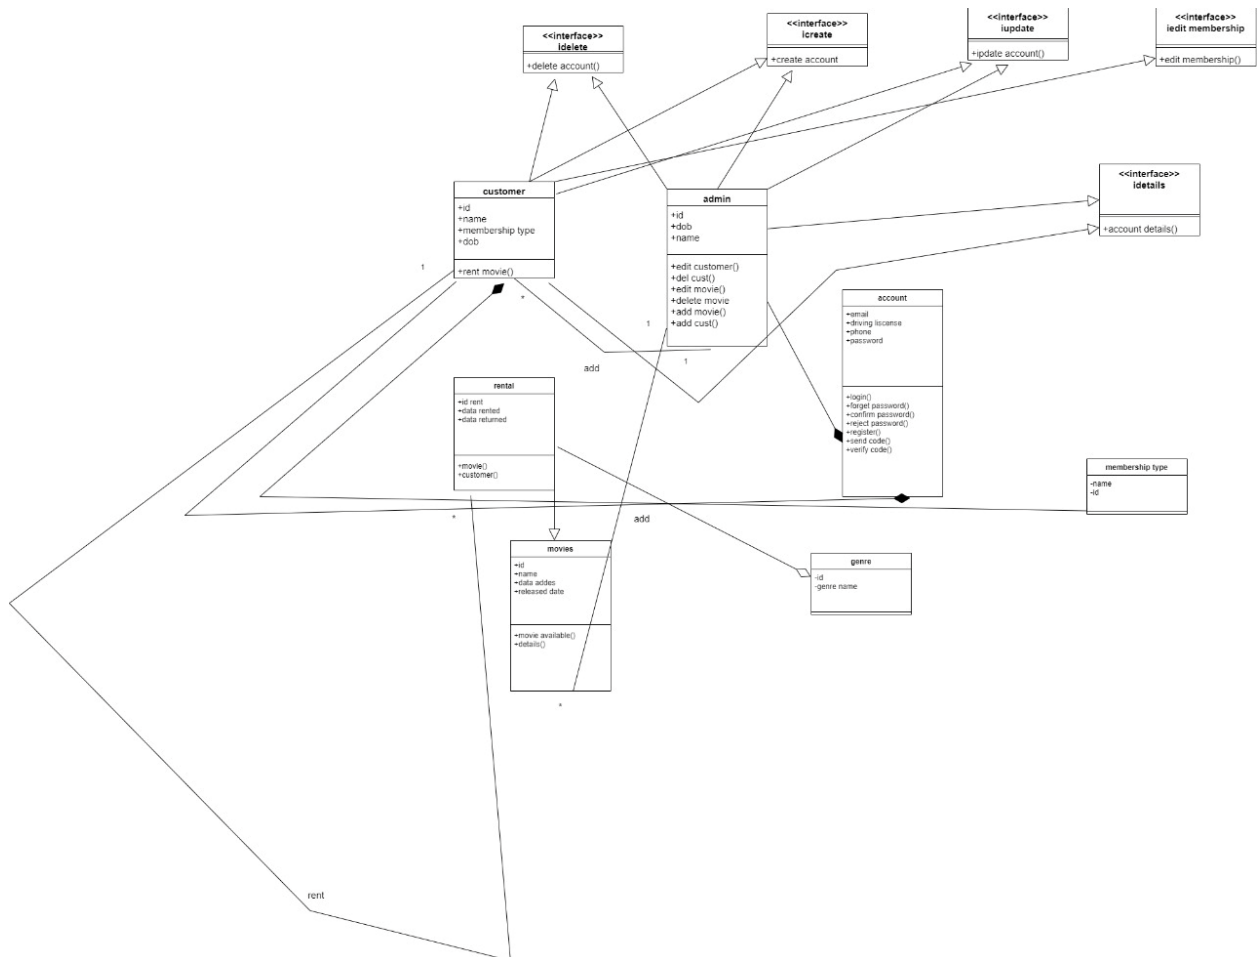 <<interface>>
idelete
+delete account()
<<interface>>
icreate
+create account
<<interface>>
iupdate
+ipdate account()
<<interface>>
iedit membership
+edit membership()
<<interface>>
idetails
+account details()
customer
+id
+name
+membership type
+dob
+rent movie()
admin
+id
+dob
+name
+edit customer()
+del cust()
+edit movie()
+delete movie
+add movie()
+add cust()
1
*
1
add
1
account
+email
+driving liscense
+phone
+password
+login()
+forget password()
+confirm password()
+reject password()
+register()
+send code()
+verify code()
rental
+id rent
+data rented
+data returned
+movie()
+customer()
membership type
-name
-id
*
add
movies
+id
+name
+data addes
+released date
+movie available()
+details()
genre
-id
-genre name
*
rent